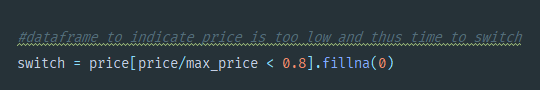 #dataframe to indicate price is too low and thus time to switch
switch = price[price/max_price < 0.8].fillna(0)